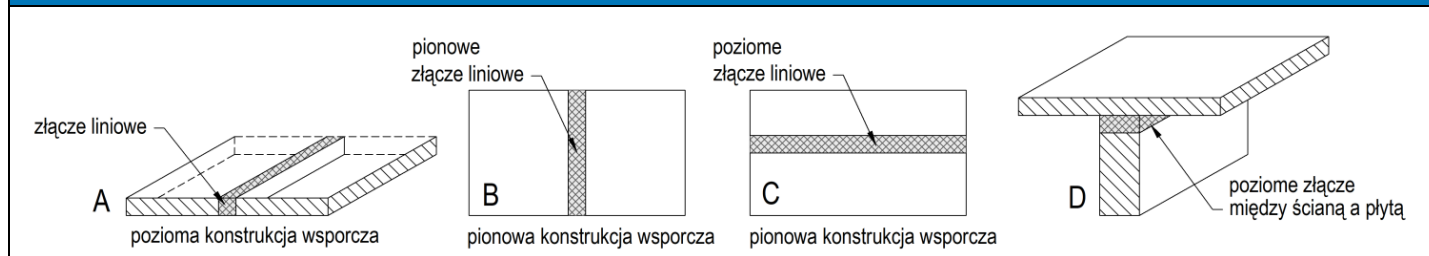 złącze liniowe
A
pozioma konstrukcja wsporcza
pionowe
złącze liniowe
B
pionowa konstrukcja wsporcza
poziome
złącze liniowe
C
pionowa konstrukcja wsporcza
D
poziome złącze
między ścianą a płytą